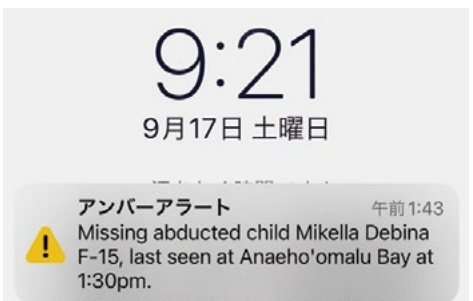 9:21
9月17日 土曜日
アンバーアラート
午前1:43
Missing abducted child Mikella Debina
F-15, last seen at Anaeho'omalu Bay at
1:30pm.